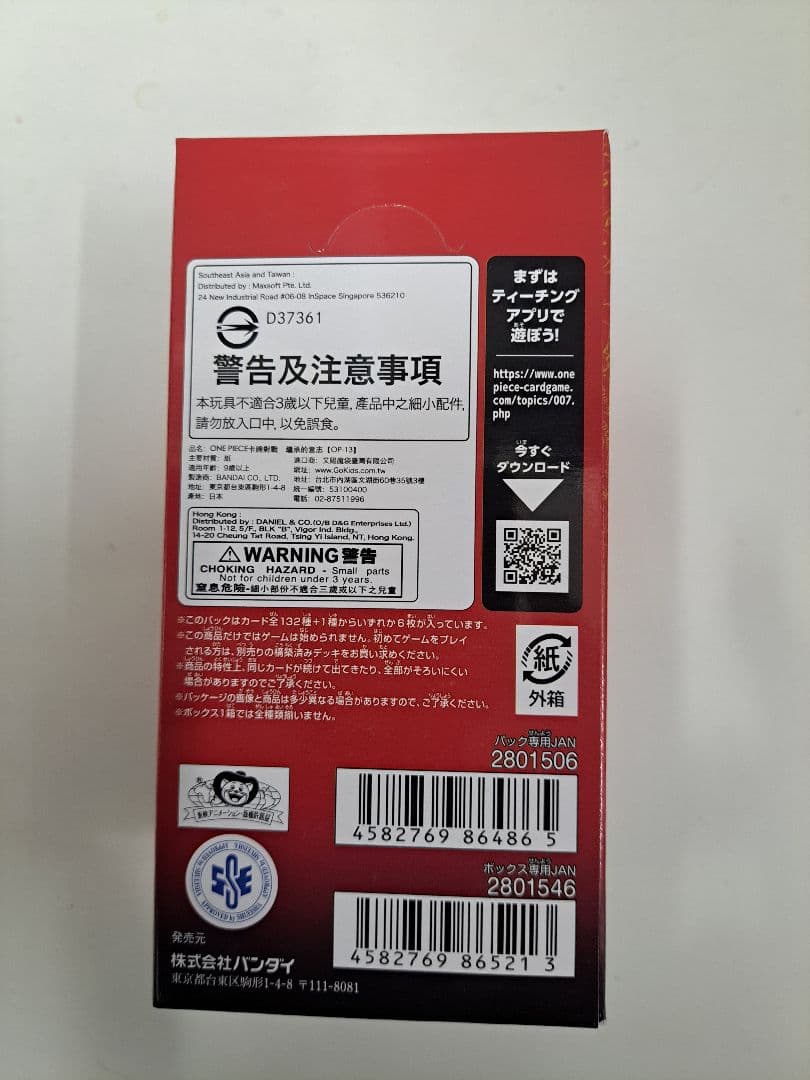 Southeast Asia and Taiwan :
Distributed by : Maxsoft Pte. Ltd.
24 New Industrial Road #06-08 InSpace Singapore 536210
D37361
警告及注意事項
本玩具不適合3歲以下兒童, 產品中之細小配件,
請勿放入口中, 以免誤食。
品名: ONE PIECE卡牌對戰 繼承的意志【OP-13】
主要材質: 紙
適用年齡: 9歲以上
製造商: BANDAI CO., LTD.
地址: 東京都台東區駒形1-4-8
產地: 日本
進口商: 艾陽魔袋臺灣有限公司
網址: www.GoKids.com.tw
地址: 台北市內湖區文湖街60巷35號3樓
統一編號: 53100400
電話: 02-87511996
Hong Kong :
Distributed by : DANIEL & CO.(O/B D&G Enterprises Ltd.)
Room 1-12, 5/F., BLK "B", Vigor Ind. Bldg.,
14-20 Cheung Tat Road, Tsing Yi Island, NT, Hong Kong.
WARNING 警告
CHOKING HAZARD - Small parts
Not for children under 3 years.
窒息危險-細小部份不適合三歲或以下之兒童
まずは
ティーチング
アプリで
遊ぼう!
https://www.one
piece-cardgame.
com/topics/007.
php
今すぐ
ダウンロード
※このパックはカード全132種+1種からいずれか6枚が入っています。
※この商品だけではゲームは始められません。初めてゲームをプレイ
される方は、別売りの構築済みデッキをお買い求めください。
※商品の特性上、同じカードが続けて出てきたり、全部がそろいにくい
場合がありますのでご了承ください。
※パッケージの画像と商品は多少異なる場合がありますので、ご了承ください。
※ボックス1箱では全種類揃いません。
紙
外箱
パック専用JAN
2801506
4582769 864865
ボックス専用JAN
2801546
4582769 865213
東映アニメーション・商権許諾品
発売元
株式会社バンダイ
東京都台東区駒形1-4-8 〒111-8081